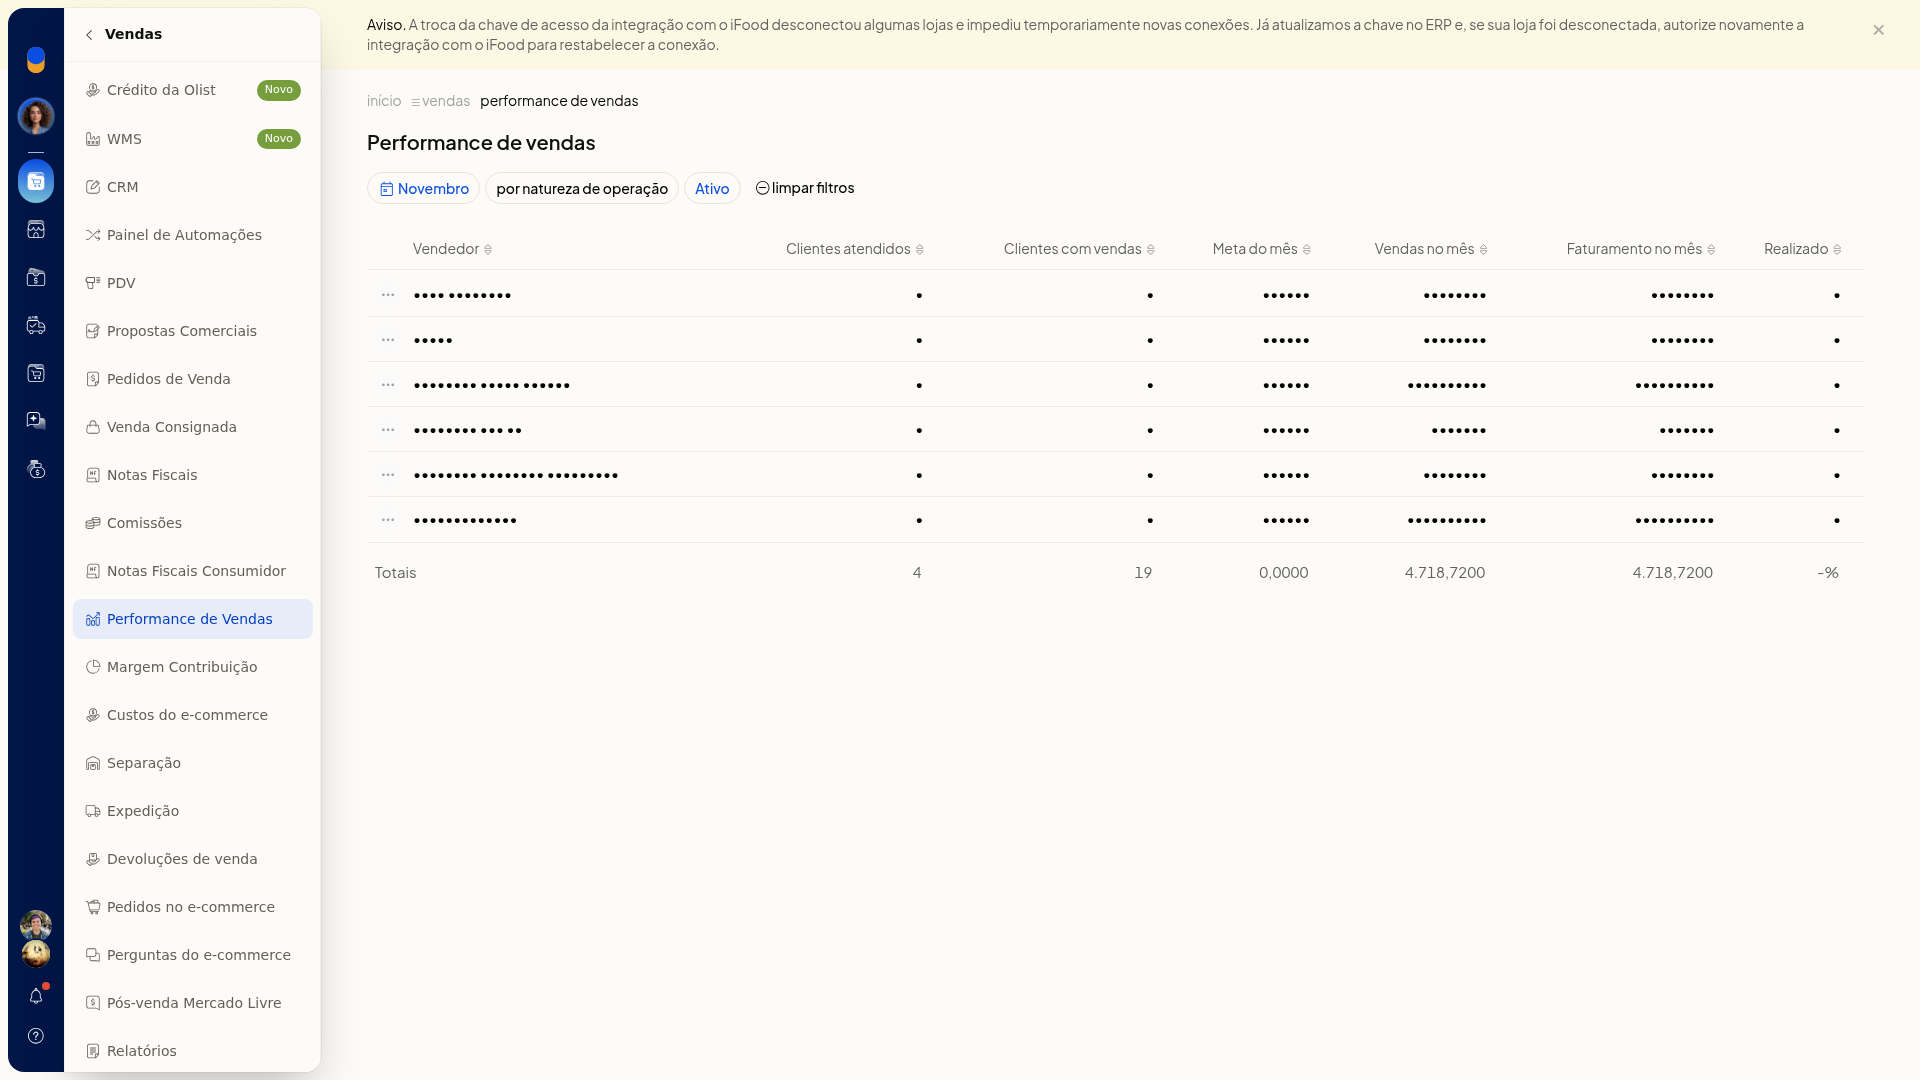 Vendas
Crédito da Olist Novo
WMS Novo
CRM
Painel de Automações
PDV
Propostas Comerciais
Pedidos de Venda
Venda Consignada
Notas Fiscais
Comissões
Notas Fiscais Consumidor
Performance de Vendas
Margem Contribuição
Custos do e-commerce
Separação
Expedição
Devoluções de venda
Pedidos no e-commerce
Perguntas do e-commerce
Pós-venda Mercado Livre
Relatórios
Aviso. A troca da chave de acesso da integração com o iFood desconectou algumas lojas e impediu temporariamente novas conexões. Já atualizamos a chave no ERP e, se sua loja foi desconectada, autorize novamente a
integração com o iFood para restabelecer a conexão.
início vendas performance de vendas
Performance de vendas
Novembro por natureza de operação Ativo limpar filtros
Vendedor Clientes atendidos Clientes com vendas Meta do mês Vendas no mês Faturamento no mês Realizado
•••• •••••••• • • •••••• •••••••• •••••••• •
••••• • • •••••• •••••••• •••••••• •
•••••••• ••••• •••••• • • •••••• •••••••••• •••••••••• •
•••••••• ••• •• • • •••••• ••••••• ••••••• •
•••••••• •••••••• ••••••••• • • •••••• •••••••• •••••••• •
••••••••••••• • • •••••• •••••••••• •••••••••• •
Totais 4 19 0,0000 4.718,7200 4.718,7200 -%